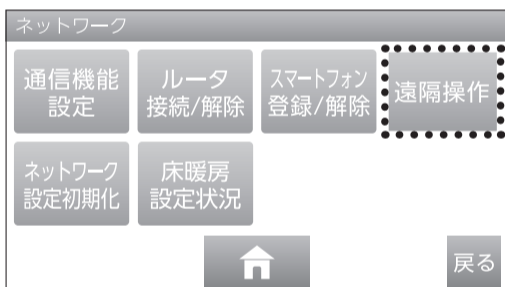 ネットワーク
通信機能
設定
ルータ
接続/解除
スマートフォン
登録/解除
遠隔操作
ネットワーク
設定初期化
床暖房
設定状況
戻る